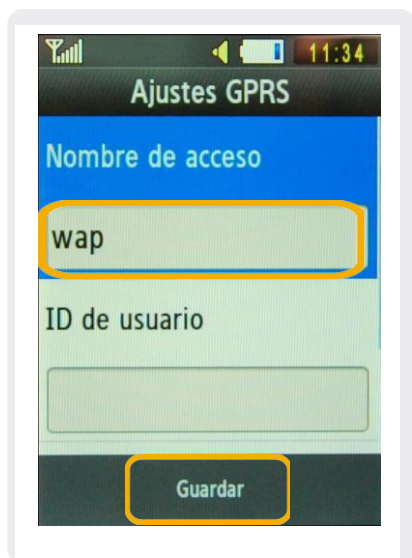 11:34
Ajustes GPRS
Nombre de acceso
wap
ID de usuario
Guardar